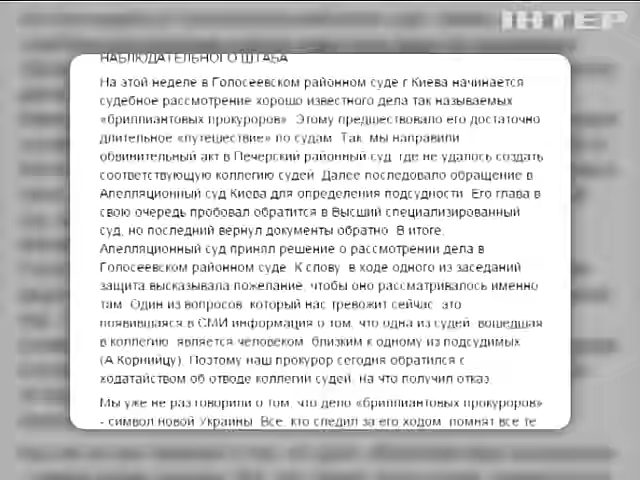 ІНТЕР
НАБЛЮДАТЕЛЬНОГО ШТАБА
На этой неделе в Голосеевском районном суде г Киева начинается
судебное рассмотрение хорошо известного дела так называемых
«бриллиантовых прокуроров». Этому предшествовало его достаточно
длительное «путешествие» по судам. Так, мы направили
обвинительный акт в Печерский районный суд, где не удалось создать
соответствующую коллегию судей. Далее последовало обращение в
Апелляционный суд Киева для определения подсудности. Его глава в
свою очередь пробовал обратится в Высший специализированный
суд, но последний вернул документы обратно. В итоге,
Апелляционный суд принял решение о рассмотрении дела в
Голосеевском районном суде. К слову, в ходе одного из заседаний
защита высказывала пожелание, чтобы оно рассматривалось именно
там. Один из вопросов, который нас тревожит сейчас, это
появившаяся в СМИ информация о том, что одна из судей, вошедшая
в коллегию, является человеком, близким к одному из подсудимых
(А.Корнийцу). Поэтому наш прокурор сегодня обратился с
ходатайством об отводе коллегии судей, на что получил отказ.
Мы уже не раз говорили о том, что дело «бриллиантовых прокуроров»
- символ новой Украины. Все, кто следил за его ходом, помнят все те